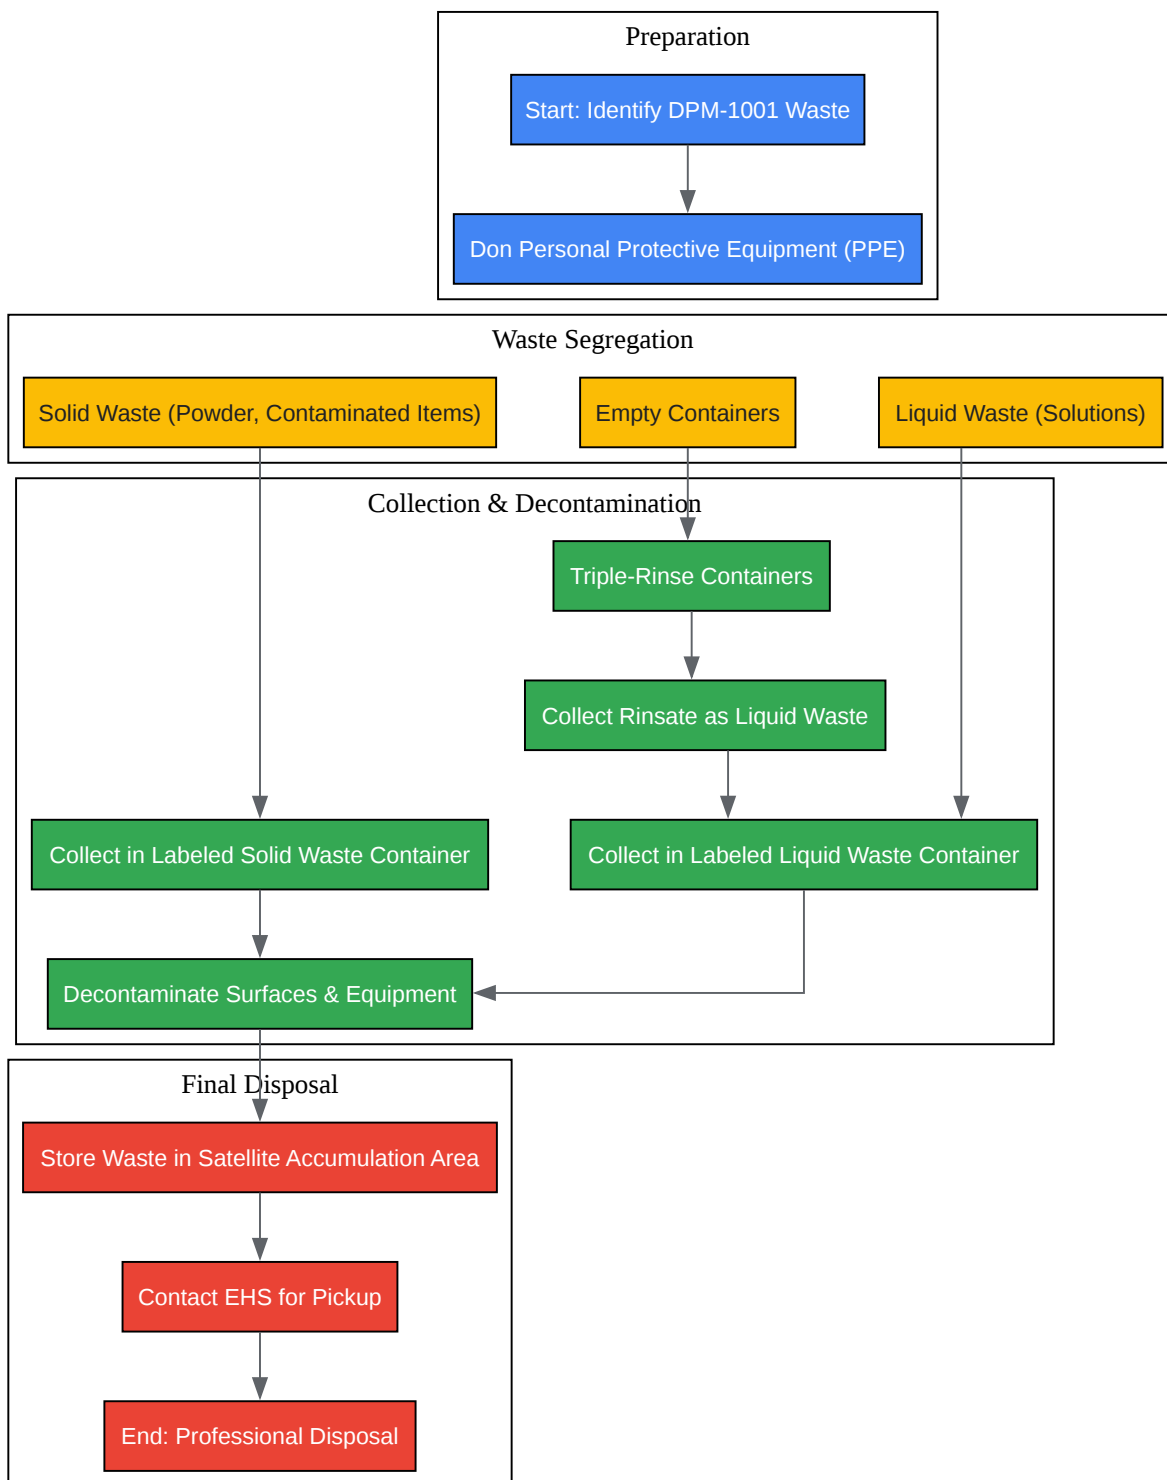 Preparation
Start: Identify DPM-1001 Waste
Don Personal Protective Equipment (PPE)
Waste Segregation
Solid Waste (Powder, Contaminated Items)
Empty Containers
Liquid Waste (Solutions)
Collection & Decontamination
Triple-Rinse Containers
Collect Rinsate as Liquid Waste
Collect in Labeled Solid Waste Container
Collect in Labeled Liquid Waste Container
Decontaminate Surfaces & Equipment
Final Disposal
Store Waste in Satellite Accumulation Area
Contact EHS for Pickup
End: Professional Disposal